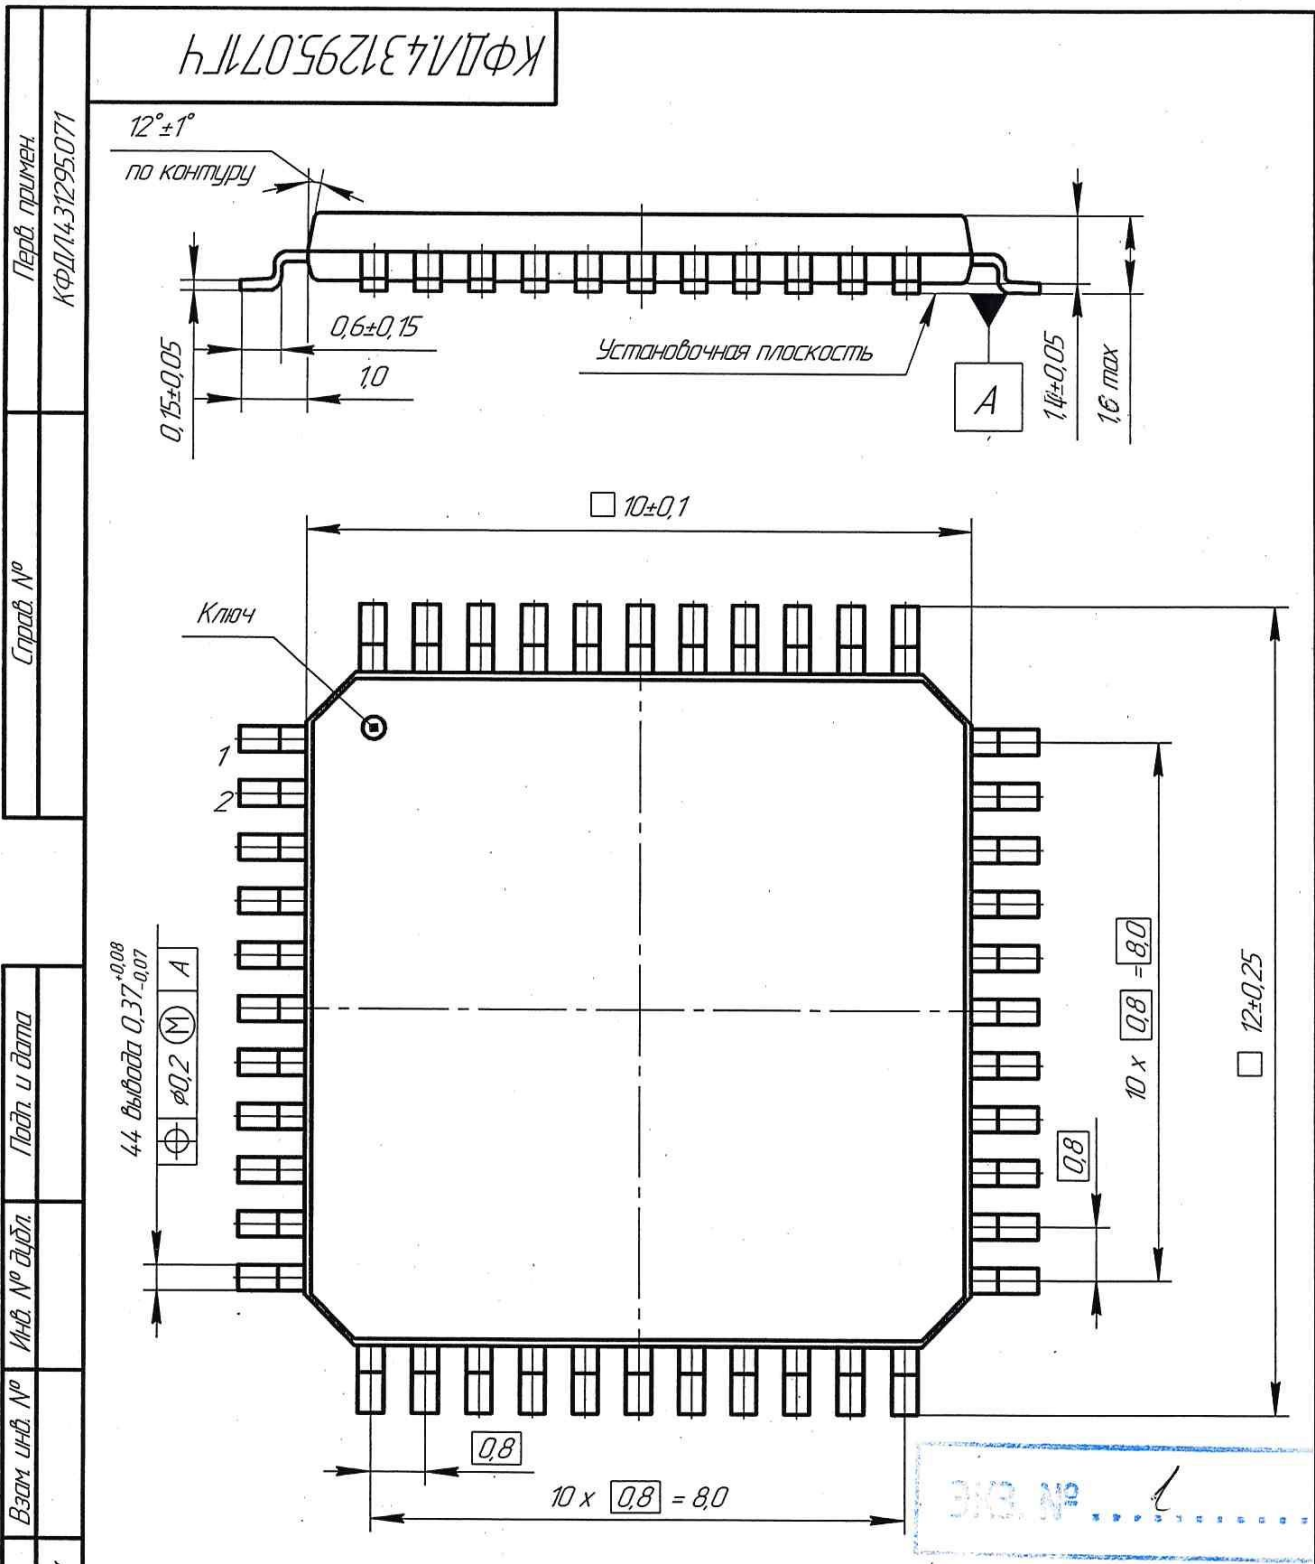 КФДЛ.431295.071ГЧ
Перв. примен.
КФДЛ.431295.071
Справ. №
Подп. и дата
Инв. № дубл.
Взам. инв. №
12°±1°
по контуру
0,15±0,05
0,6±0,15
1,0
Установочная плоскость
А
1,4±0,05
1,6 max
□ 10±0,1
Ключ
1
2
44 вывода 0,37+0,08 -0,07
⌖ ⌀0,2 Ⓜ А
10 x 0,8 = 8,0
0,8
□ 12±0,25
0,8
10 x 0,8 = 8,0
ЭКЗ № 1